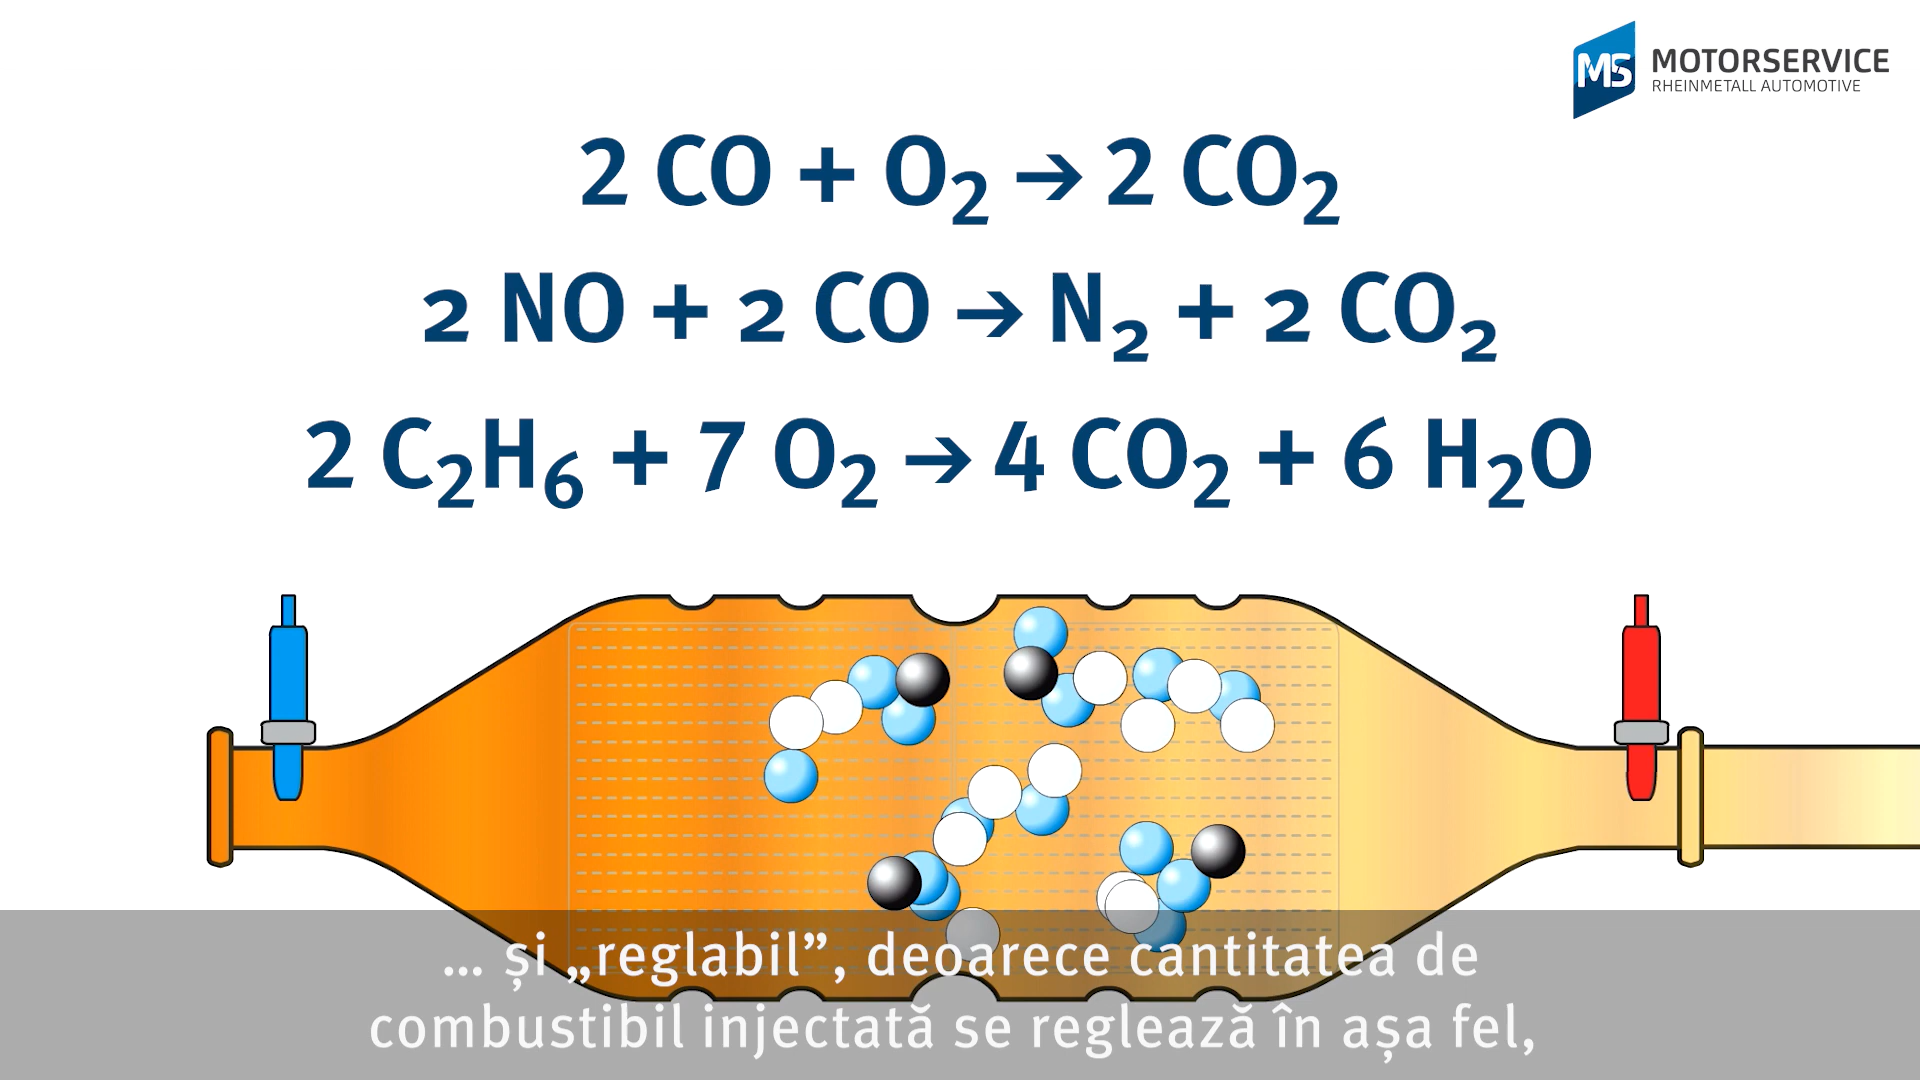 MS MOTORSERVICE
RHEINMETALL AUTOMOTIVE
2 CO + O₂ → 2 CO₂
2 NO + 2 CO → N₂ + 2 CO₂
2 C₂H₆ + 7 O₂ → 4 CO₂ + 6 H₂O
... și „reglabil”, deoarece cantitatea de
combustibil injectată se reglează în așa fel,